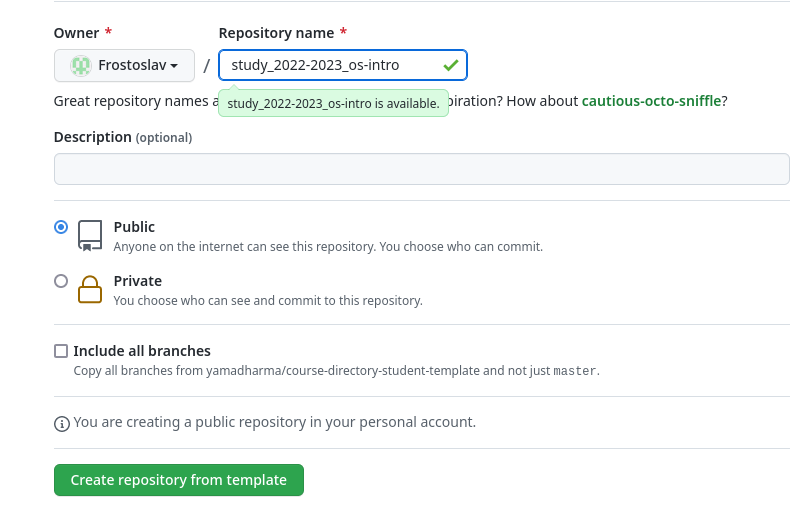 Owner * Repository name *
Frostoslav / study_2022-2023_os-intro
Great repository names a study_2022-2023_os-intro is available. piration? How about cautious-octo-sniffle?
Description (optional)
Public
Anyone on the internet can see this repository. You choose who can commit.
Private
You choose who can see and commit to this repository.
Include all branches
Copy all branches from yamadharma/course-directory-student-template and not just master.
You are creating a public repository in your personal account.
Create repository from template